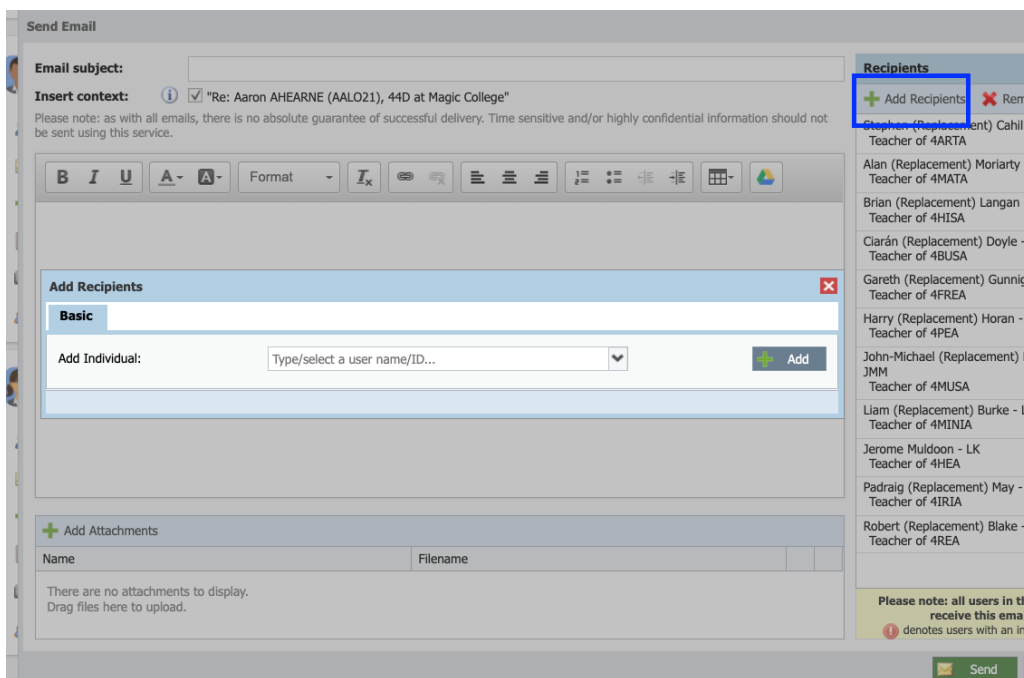 Send Email
Email subject:
Insert context: "Re: Aaron AHEARNE (AALO21), 44D at Magic College"
Please note: as with all emails, there is no absolute guarantee of successful delivery. Time sensitive and/or highly confidential information should not
be sent using this service.
B I U A A Format Ix
Add Recipients
Basic
Add Individual: Type/select a user name/ID... Add
Add Attachments
Name Filename
There are no attachments to display.
Drag files here to upload.
Recipients
Add Recipients Rem
Stephen (Replacement) Cahil
Teacher of 4ARTA
Alan (Replacement) Moriarty
Teacher of 4MATA
Brian (Replacement) Langan
Teacher of 4HISA
Ciarán (Replacement) Doyle -
Teacher of 4BUSA
Gareth (Replacement) Gunnig
Teacher of 4FREA
Harry (Replacement) Horan -
Teacher of 4PEA
John-Michael (Replacement)
JMM
Teacher of 4MUSA
Liam (Replacement) Burke - L
Teacher of 4MINIA
Jerome Muldoon - LK
Teacher of 4HEA
Padraig (Replacement) May -
Teacher of 4IRIA
Robert (Replacement) Blake -
Teacher of 4REA
Please note: all users in th
receive this ema
denotes users with an in
Send